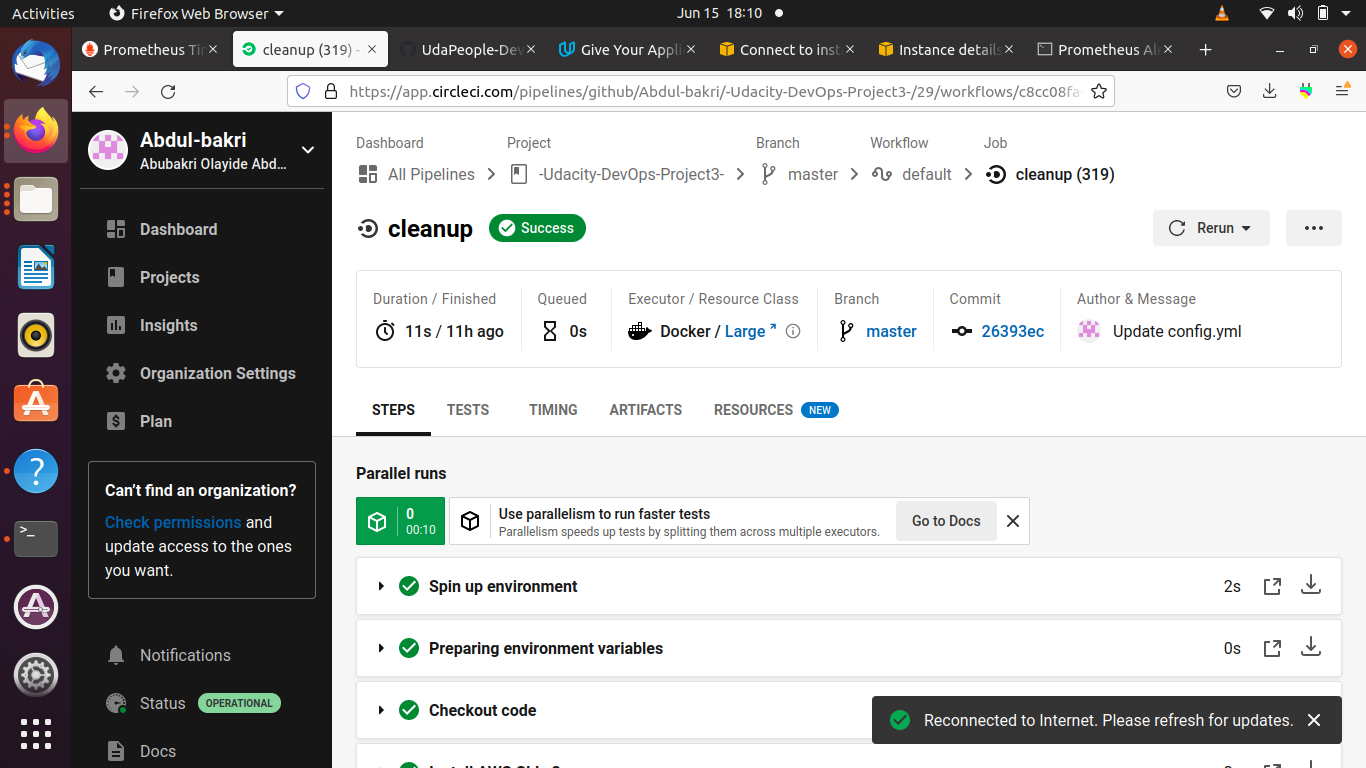 Activities Firefox Web Browser Jun 15 18:10
Prometheus Ti cleanup (319) - UdaPeople-De Give Your Appli Connect to inst Instance details Prometheus Al
https://app.circleci.com/pipelines/github/Abdul-bakri/-Udacity-DevOps-Project3-/29/workflows/c8cc08fa
Abdul-bakri
Abubakri Olayide Abd...
Dashboard
Projects
Insights
Organization Settings
Plan
Can't find an organization?
Check permissions and
update access to the ones
you want.
Notifications
Status OPERATIONAL
Docs
Dashboard Project Branch Workflow Job
All Pipelines -Udacity-DevOps-Project3- master default cleanup (319)
cleanup Success Rerun
Duration / Finished Queued Executor / Resource Class Branch Commit Author & Message
11s / 11h ago 0s Docker / Large master 26393ec Update config.yml
STEPS TESTS TIMING ARTIFACTS RESOURCES NEW
Parallel runs
0
00:10
Use parallelism to run faster tests
Parallelism speeds up tests by splitting them across multiple executors.
Go to Docs
Spin up environment 2s
Preparing environment variables 0s
Checkout code
Reconnected to Internet. Please refresh for updates.